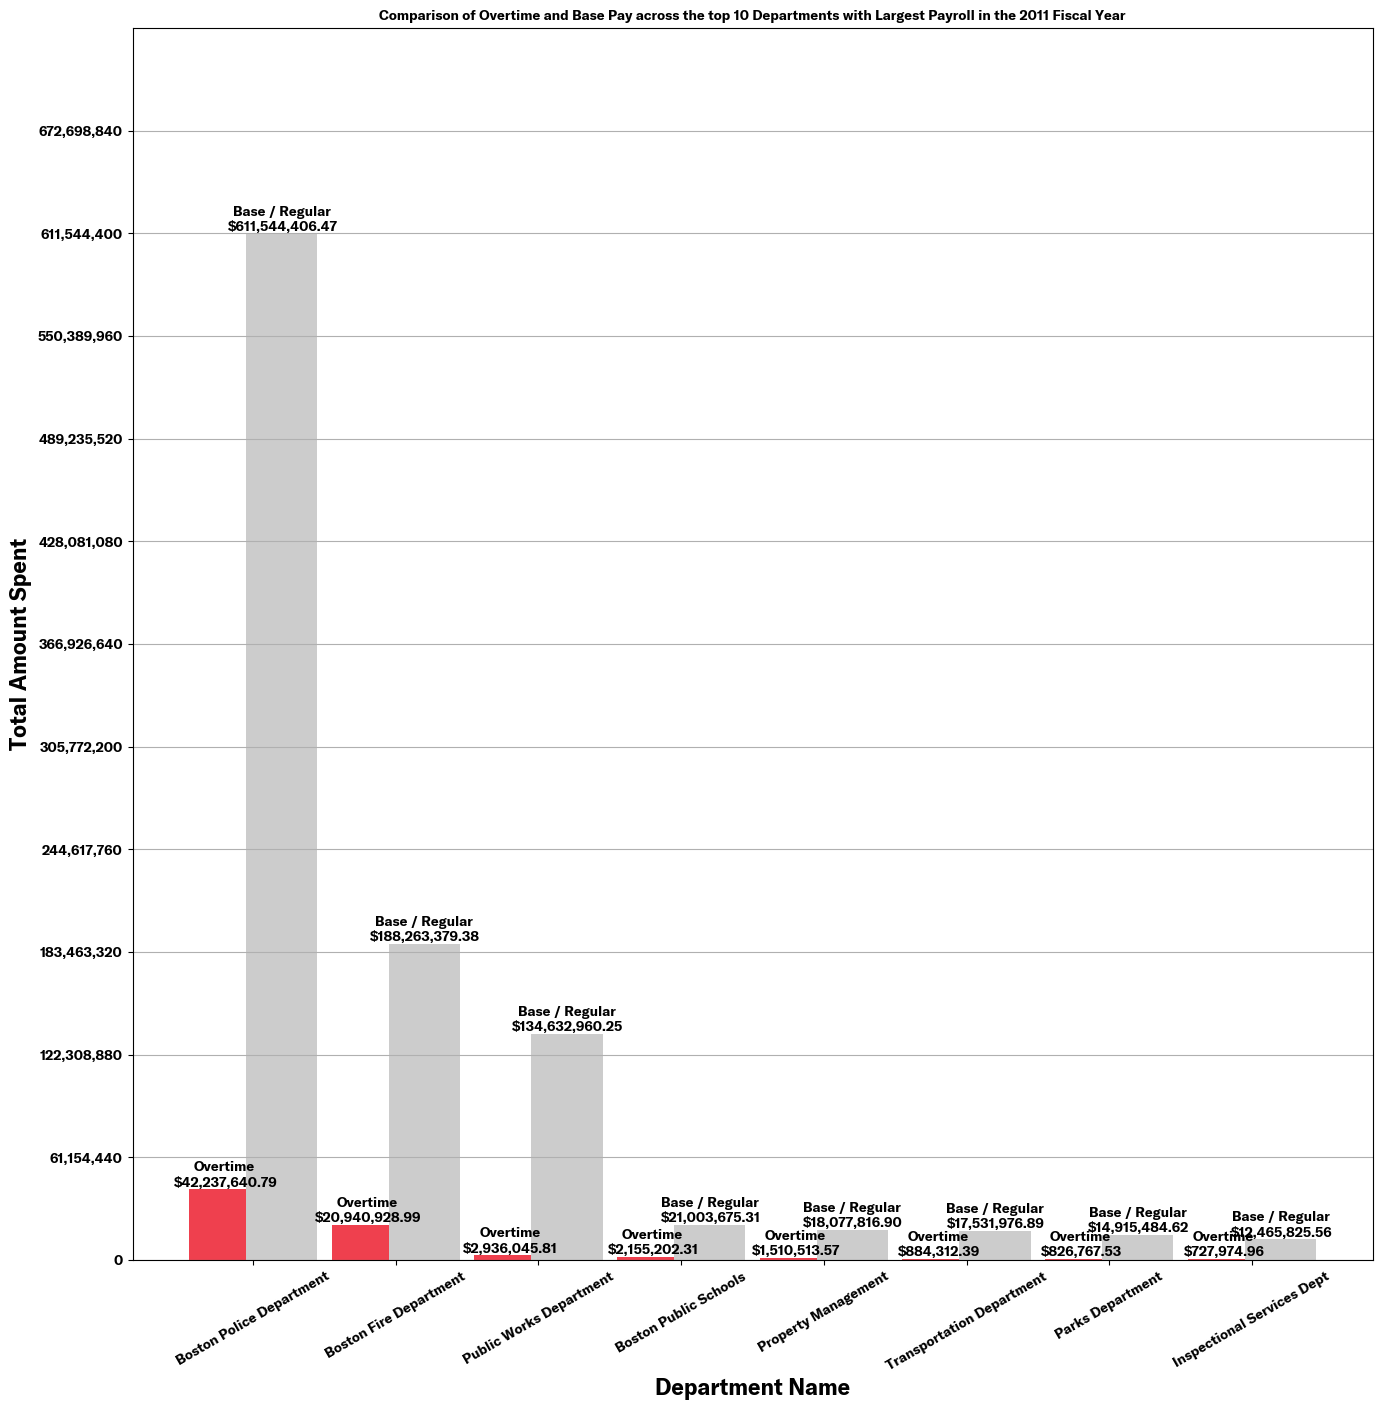 Comparison of Overtime and Base Pay across the top 10 Departments with Largest Payroll in the 2011 Fiscal Year
Total Amount Spent
672,698,840
611,544,400
550,389,960
489,235,520
428,081,080
366,926,640
305,772,200
244,617,760
183,463,320
122,308,880
61,154,440
0
Overtime
$42,237,640.79
Base / Regular
$611,544,406.47
Overtime
$20,940,928.99
Base / Regular
$188,263,379.38
Overtime
$2,936,045.81
Base / Regular
$134,632,960.25
Overtime
$2,155,202.31
Base / Regular
$21,003,675.31
Overtime
$1,510,513.57
Base / Regular
$18,077,816.90
Overtime
$884,312.39
Base / Regular
$17,531,976.89
Overtime
$826,767.53
Base / Regular
$14,915,484.62
Overtime
$727,974.96
Base / Regular
$12,465,825.56
Boston Police Department
Boston Fire Department
Public Works Department
Boston Public Schools
Property Management
Transportation Department
Parks Department
Inspectional Services Dept
Department Name